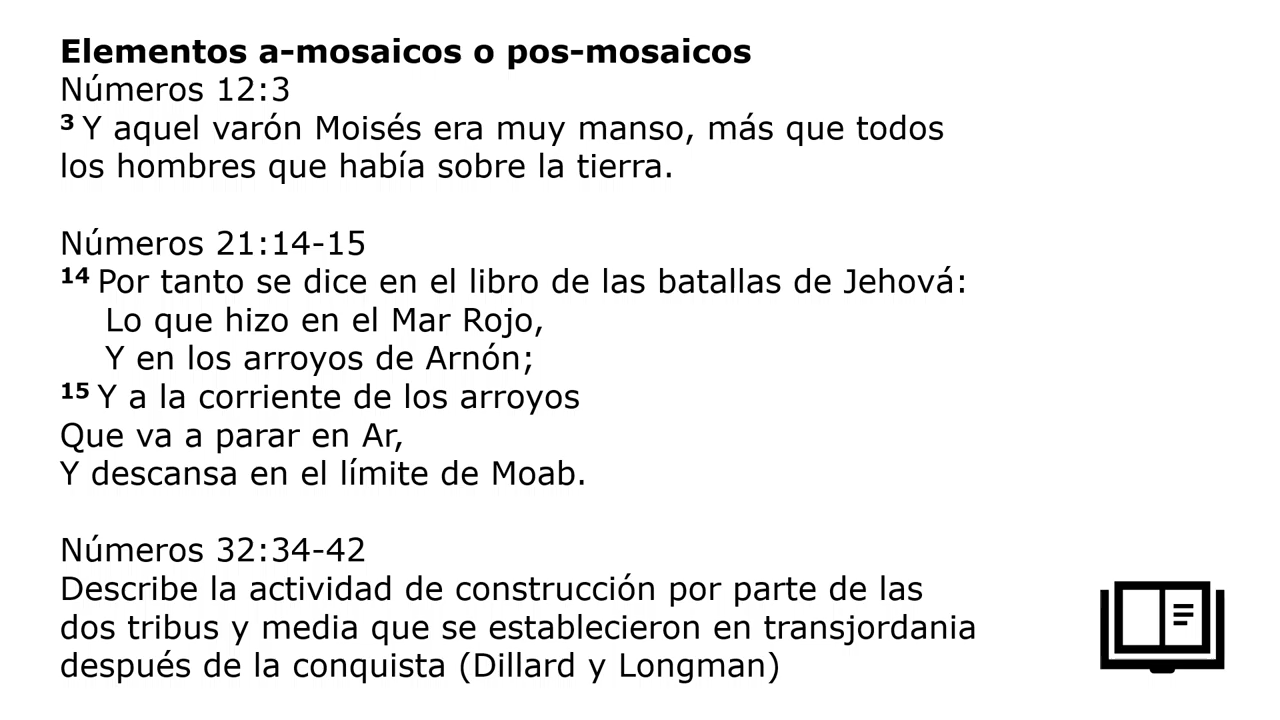 Elementos a-mosaicos o pos-mosaicos
Números 12:3
3 Y aquel varón Moisés era muy manso, más que todos
los hombres que había sobre la tierra.
Números 21:14-15
14 Por tanto se dice en el libro de las batallas de Jehová:
Lo que hizo en el Mar Rojo,
Y en los arroyos de Arnón;
15 Y a la corriente de los arroyos
Que va a parar en Ar,
Y descansa en el límite de Moab.
Números 32:34-42
Describe la actividad de construcción por parte de las
dos tribus y media que se establecieron en transjordania
después de la conquista (Dillard y Longman)